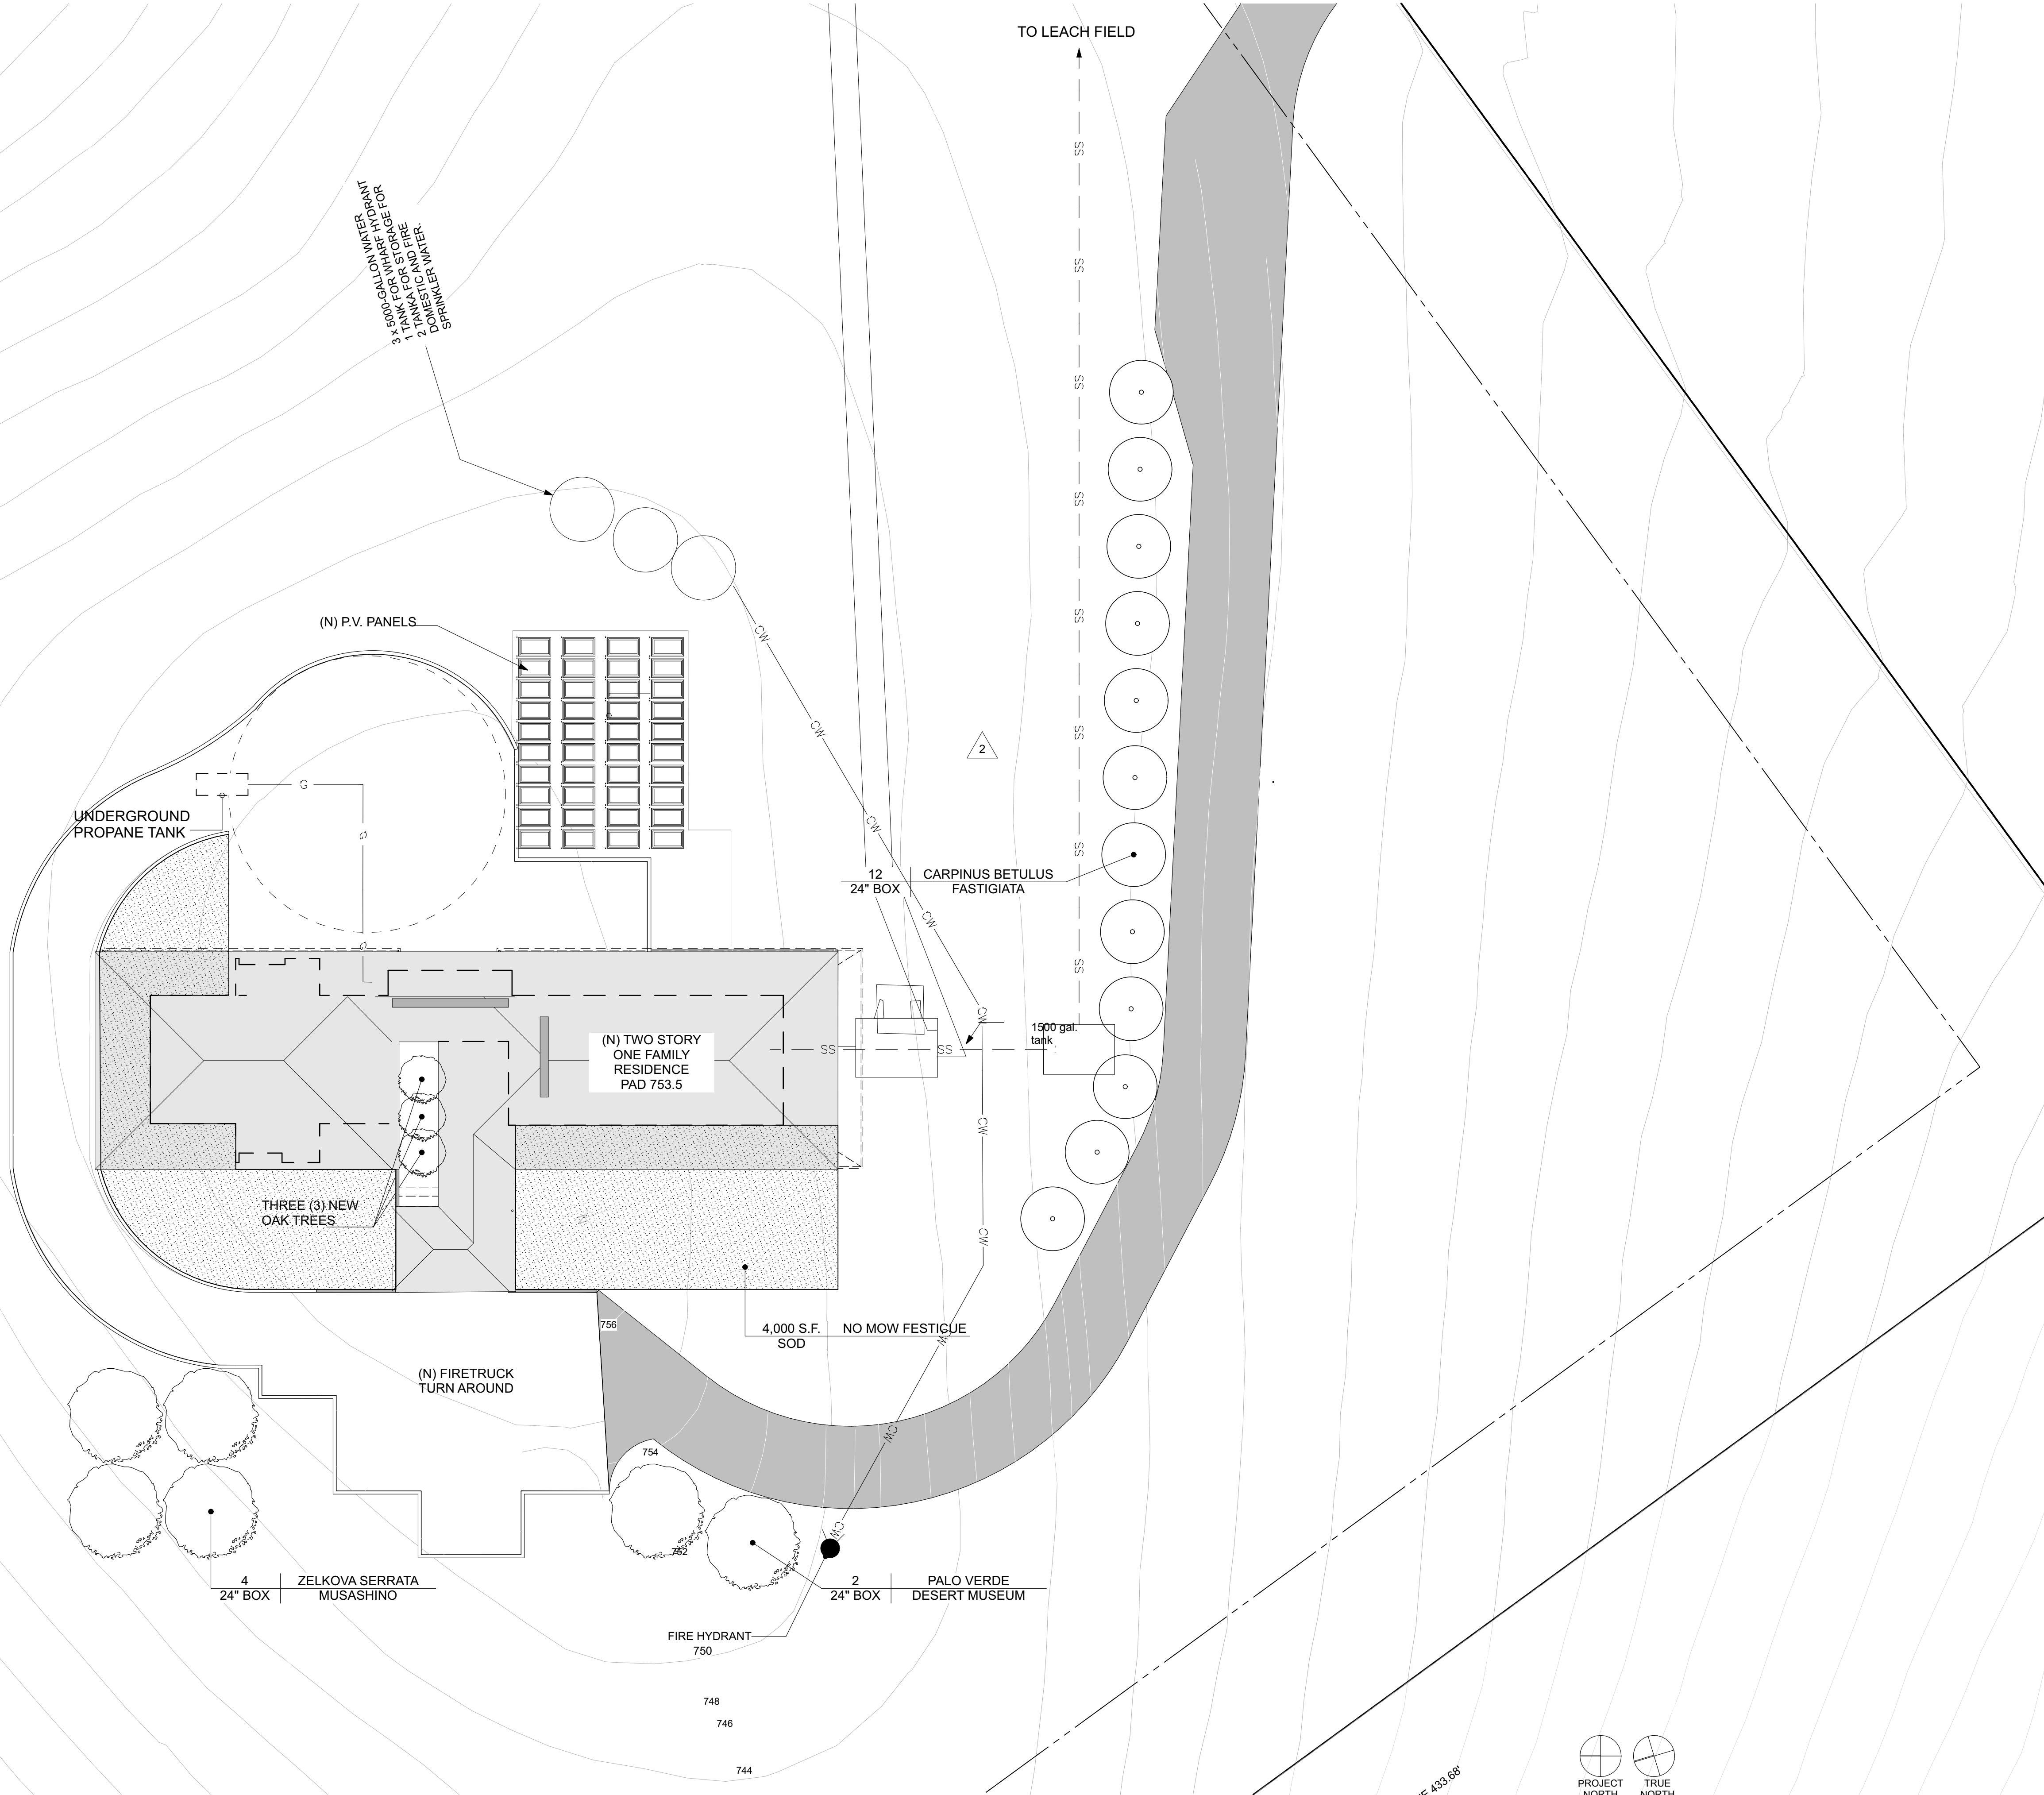 TO LEACH FIELD
SS
SS
SS
SS
SS
SS
SS
SS
3 x 5000-GALLON WATER
1 TANK FOR WHARF HYDRANT
2 TANKA FOR STORAGE FOR
DOMESTIC AND FIRE
SPRINKLER WATER.
(N) P.V. PANELS
CW
CW
CW
CW
CW
CW
CW
CW
CW
CW
2
G
G
G
UNDERGROUND
PROPANE TANK
12
24" BOX
CARPINUS BETULUS
FASTIGIATA
1500 gal.
tank
SS
SS
(N) TWO STORY
ONE FAMILY
RESIDENCE
PAD 753.5
THREE (3) NEW
OAK TREES
4,000 S.F.
SOD
NO MOW FESTICUE
756
(N) FIRETRUCK
TURN AROUND
754
752
4
24" BOX
ZELKOVA SERRATA
MUSASHINO
2
24" BOX
PALO VERDE
DESERT MUSEUM
FIRE HYDRANT
750
748
746
744
433.68'
PROJECT
NORTH
TRUE
NORTH